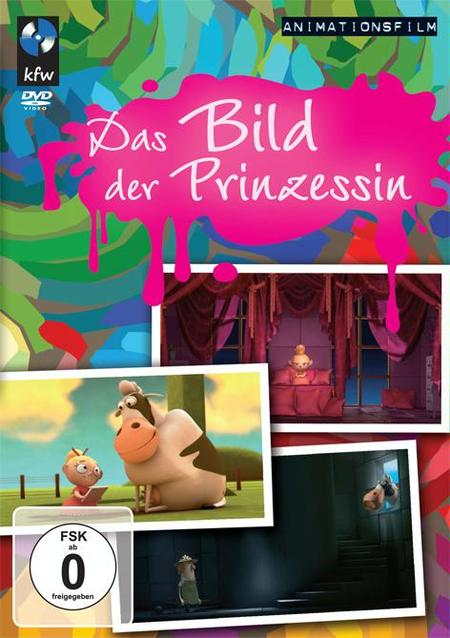 ANIMATIONSFILM
kfw
DVD
VIDEO
Das Bild
der Prinzessin
FSK
ab
0
freigegeben